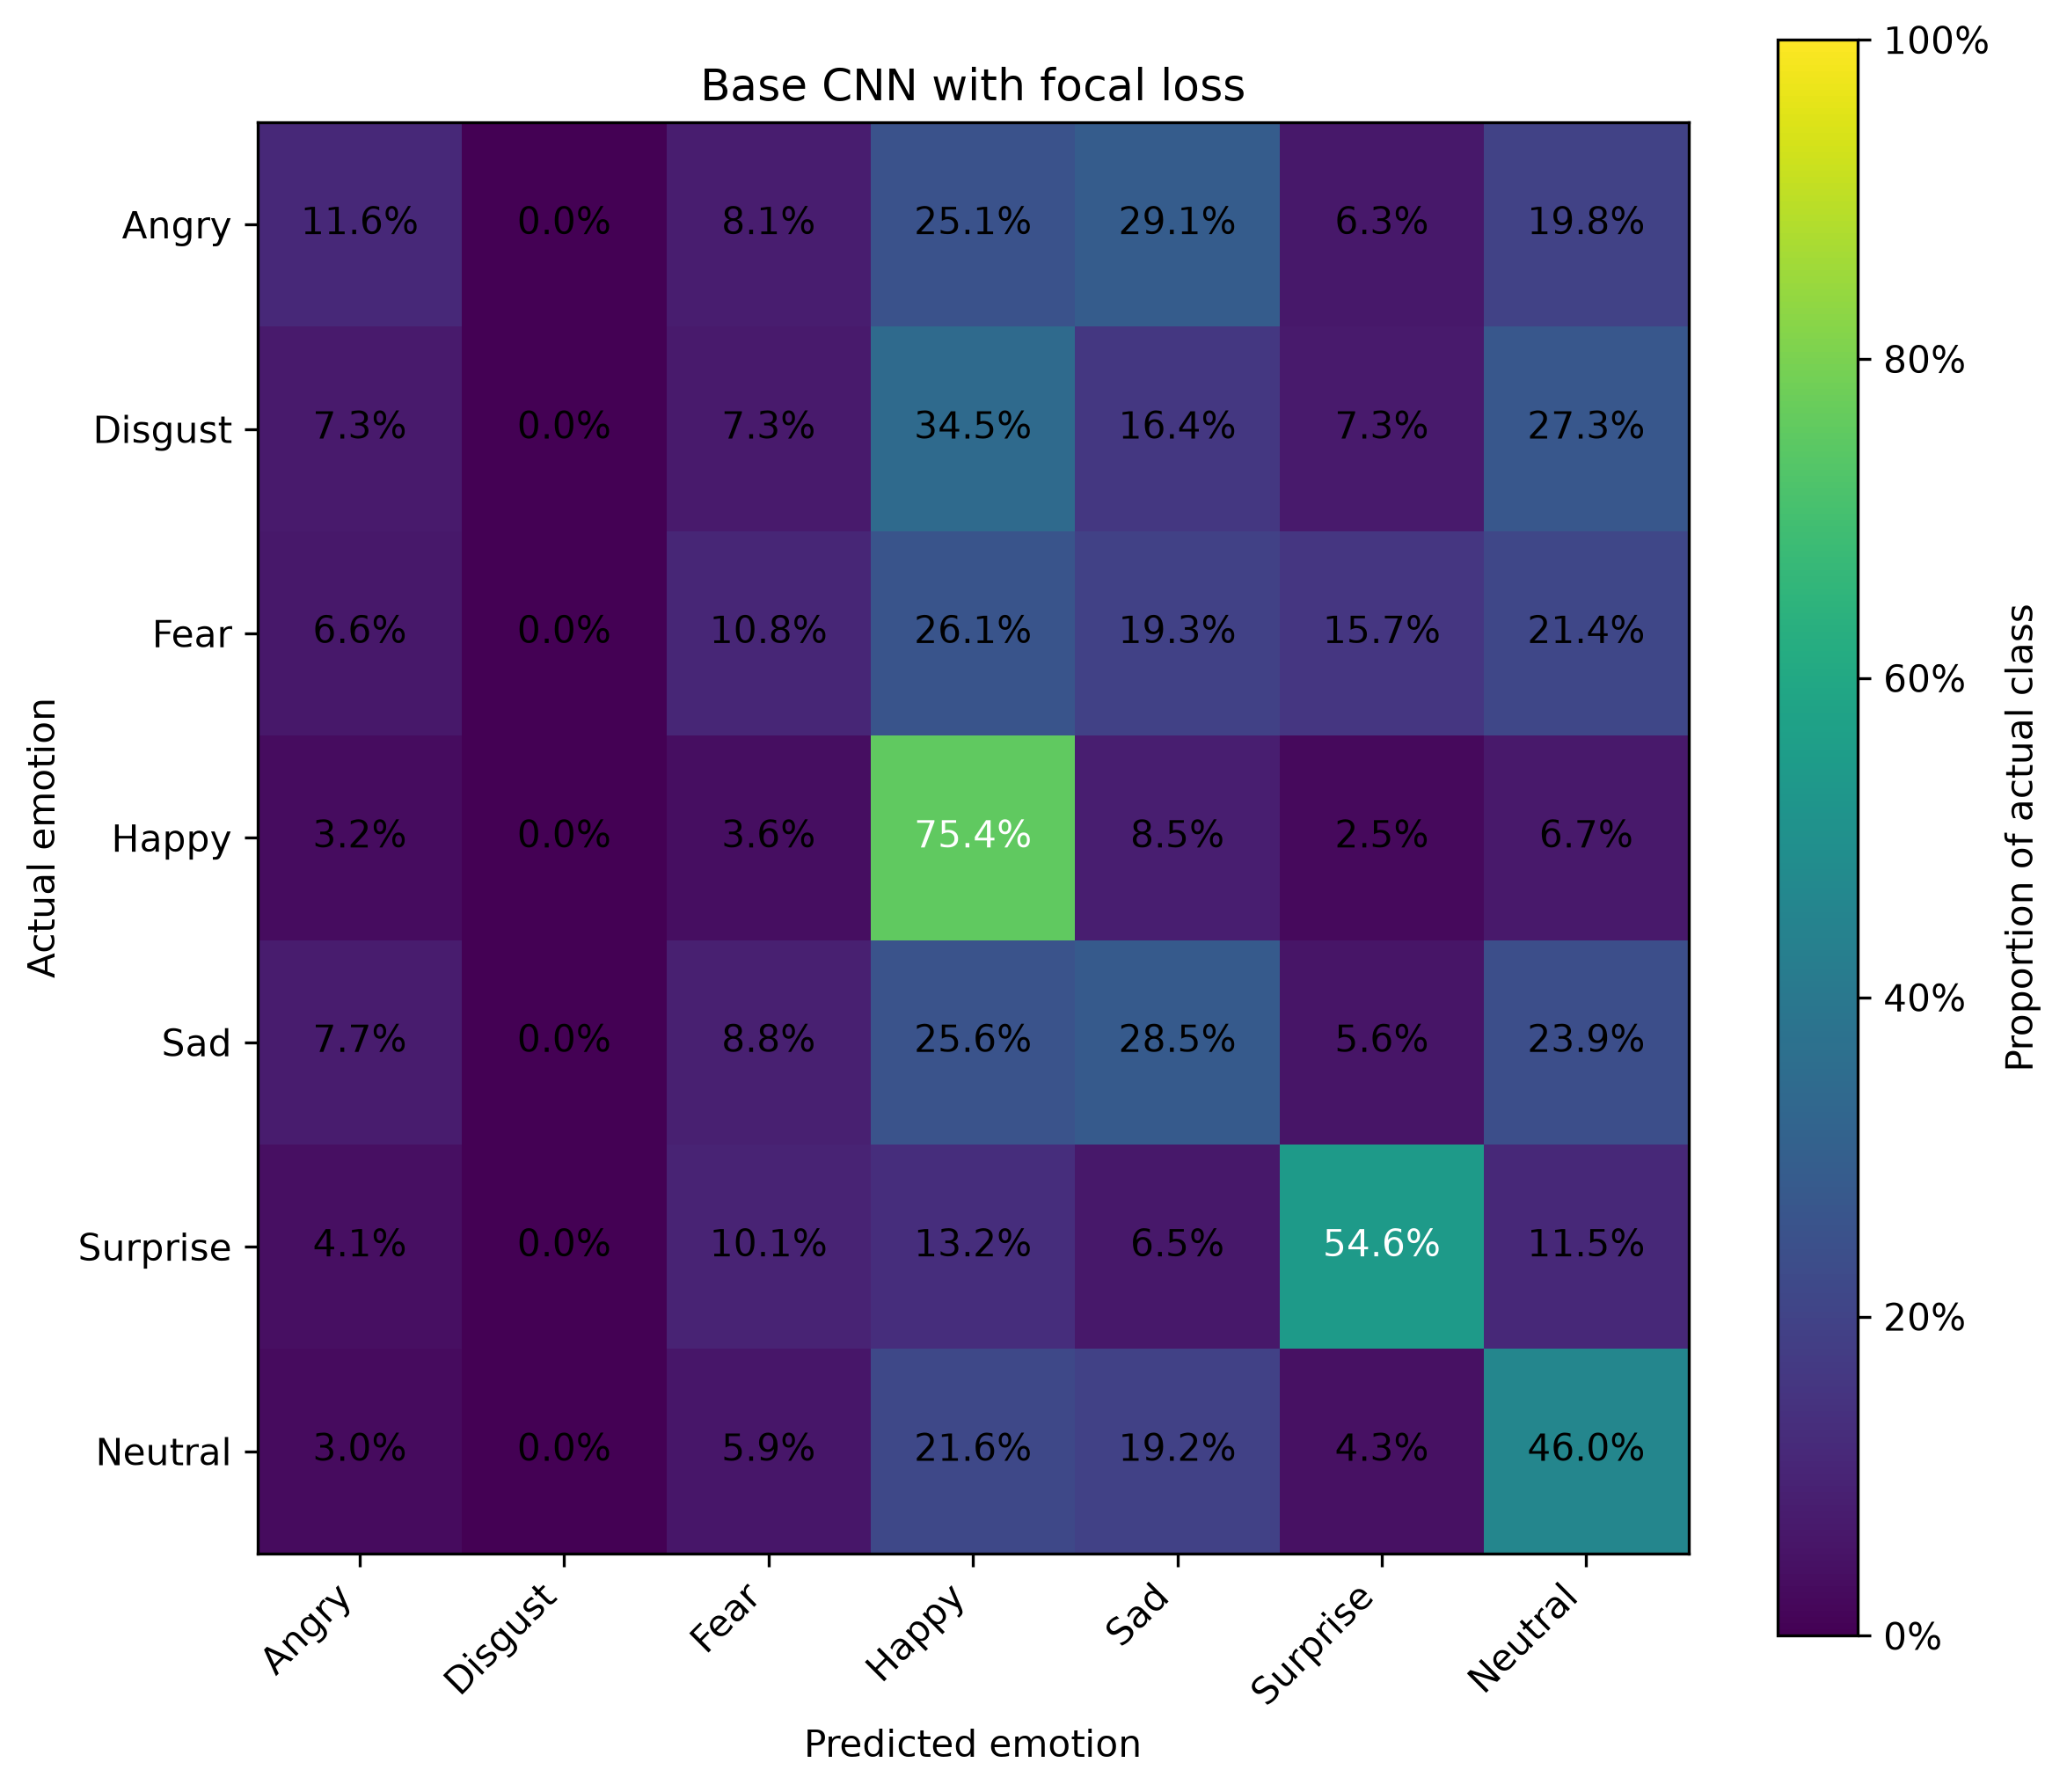 Base CNN with focal loss
Angry 11.6% 0.0% 8.1% 25.1% 29.1% 6.3% 19.8%
Disgust 7.3% 0.0% 7.3% 34.5% 16.4% 7.3% 27.3%
Fear 6.6% 0.0% 10.8% 26.1% 19.3% 15.7% 21.4%
Happy 3.2% 0.0% 3.6% 75.4% 8.5% 2.5% 6.7%
Sad 7.7% 0.0% 8.8% 25.6% 28.5% 5.6% 23.9%
Surprise 4.1% 0.0% 10.1% 13.2% 6.5% 54.6% 11.5%
Neutral 3.0% 0.0% 5.9% 21.6% 19.2% 4.3% 46.0%
Angry Disgust Fear Happy Sad Surprise Neutral
Predicted emotion
Actual emotion
100%
80%
60%
40%
20%
0%
Proportion of actual class